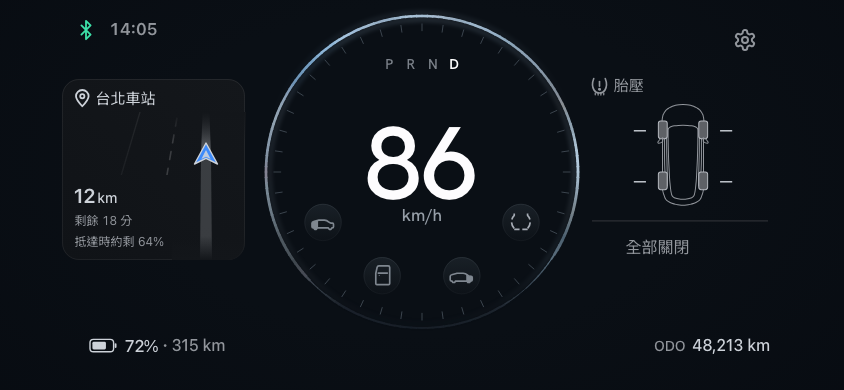 14:05
P R N D
台北車站
胎壓
86
km/h
12 km
剩餘 18 分
抵達時約剩 64%
全部關閉
72% · 315 km
ODO 48,213 km